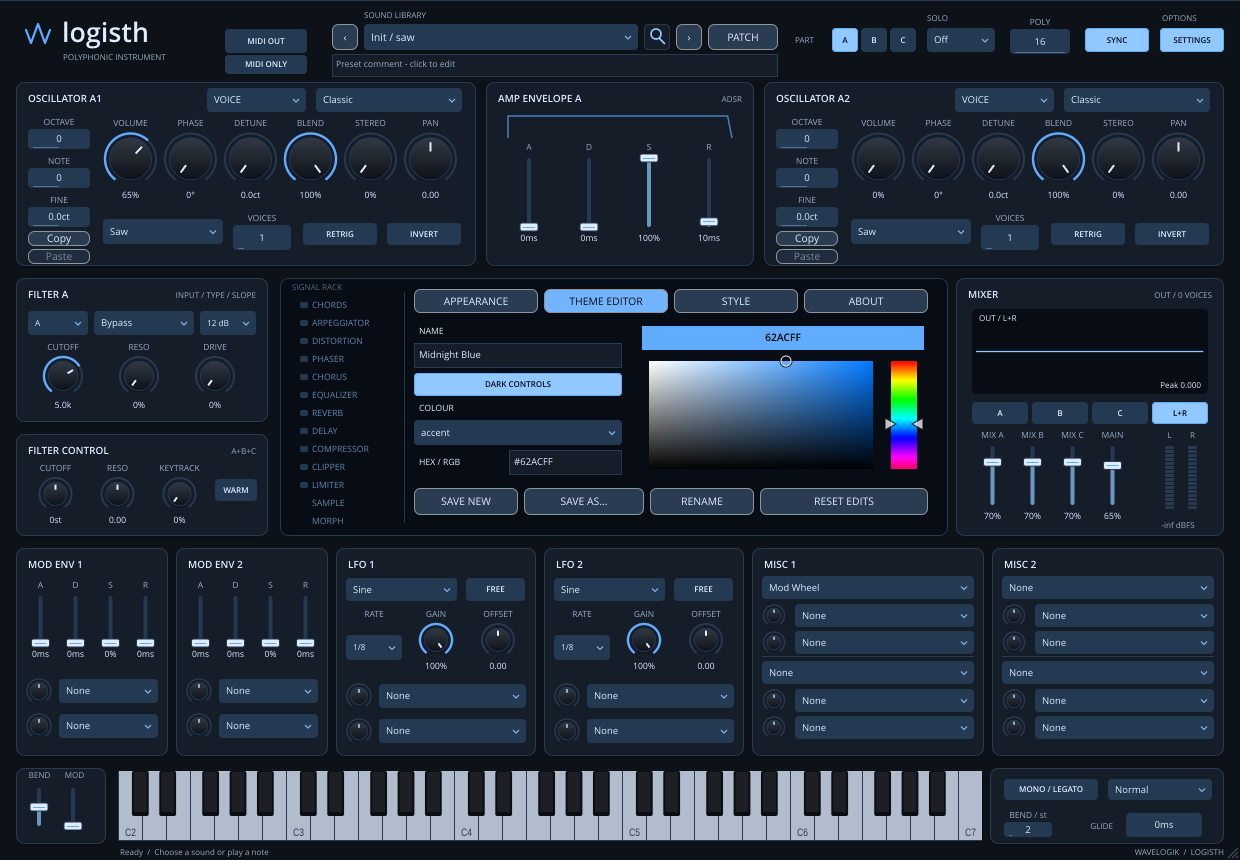 logisth
POLYPHONIC INSTRUMENT
MIDI OUT
MIDI ONLY
SOUND LIBRARY
‹ Init / saw › PATCH
Preset comment - click to edit
PART A B C
SOLO
Off
POLY
16
SYNC
OPTIONS
SETTINGS
OSCILLATOR A1 VOICE Classic
OCTAVE
0
NOTE
0
FINE
0.0ct
Copy
Paste
VOLUME PHASE DETUNE BLEND STEREO PAN
65% 0° 0.0ct 100% 0% 0.00
Saw
VOICES
1
RETRIG INVERT
AMP ENVELOPE A ADSR
A D S R
0ms 0ms 100% 10ms
OSCILLATOR A2 VOICE Classic
OCTAVE
0
NOTE
0
FINE
0.0ct
Copy
Paste
VOLUME PHASE DETUNE BLEND STEREO PAN
0% 0° 0.0ct 100% 0% 0.00
Saw
VOICES
1
RETRIG INVERT
FILTER A INPUT / TYPE / SLOPE
A Bypass 12 dB
CUTOFF RESO DRIVE
5.0k 0% 0%
FILTER CONTROL A+B+C
CUTOFF RESO KEYTRACK
WARM
0st 0.00 0%
SIGNAL RACK
CHORDS
ARPEGGIATOR
DISTORTION
PHASER
CHORUS
EQUALIZER
REVERB
DELAY
COMPRESSOR
CLIPPER
LIMITER
SAMPLE
MORPH
APPEARANCE THEME EDITOR STYLE ABOUT
NAME
Midnight Blue
DARK CONTROLS
COLOUR
accent
HEX / RGB #62ACFF
62ACFF
SAVE NEW SAVE AS... RENAME RESET EDITS
MIXER OUT / 0 VOICES
OUT / L+R
Peak 0.000
A B C L+R
MIX A MIX B MIX C MAIN L R
70% 70% 70% 65%
-inf dBFS
MOD ENV 1
A D S R
0ms 0ms 0% 0ms
None
None
MOD ENV 2
A D S R
0ms 0ms 0% 0ms
None
None
LFO 1
Sine FREE
RATE GAIN OFFSET
1/8
100% 0.00
None
None
LFO 2
Sine FREE
RATE GAIN OFFSET
1/8
100% 0.00
None
None
MISC 1
Mod Wheel
None
None
None
None
None
MISC 2
None
None
None
None
None
None
BEND MOD
C2 C3 C4 C5 C6 C7
MONO / LEGATO Normal
BEND / st
2
GLIDE 0ms
Ready / Choose a sound or play a note
WAVELOGIK / LOGISTH